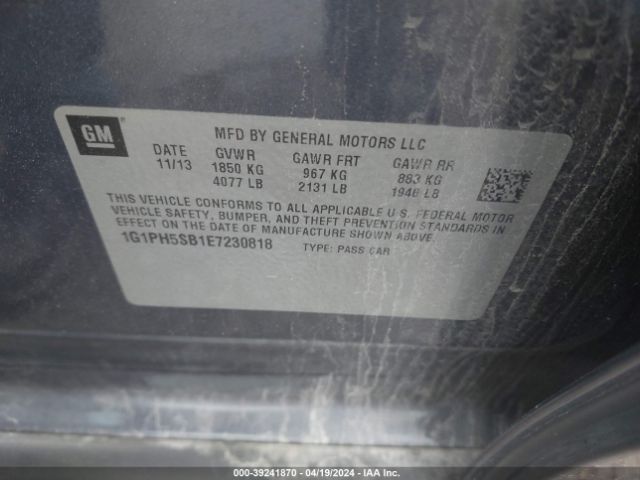 GM
MFD BY GENERAL MOTORS LLC
DATE GVWR GAWR FRT GAWR RR
11/13 1850 KG 967 KG 883 KG
4077 LB 2131 LB 1946 LB
THIS VEHICLE CONFORMS TO ALL APPLICABLE U.S. FEDERAL MOTOR
VEHICLE SAFETY, BUMPER, AND THEFT PREVENTION STANDARDS IN
EFFECT ON THE DATE OF MANUFACTURE SHOWN ABOVE.
1G1PH5SB1E7230818 TYPE: PASS CAR
000-39241870 / 04/19/2024 - IAA Inc.